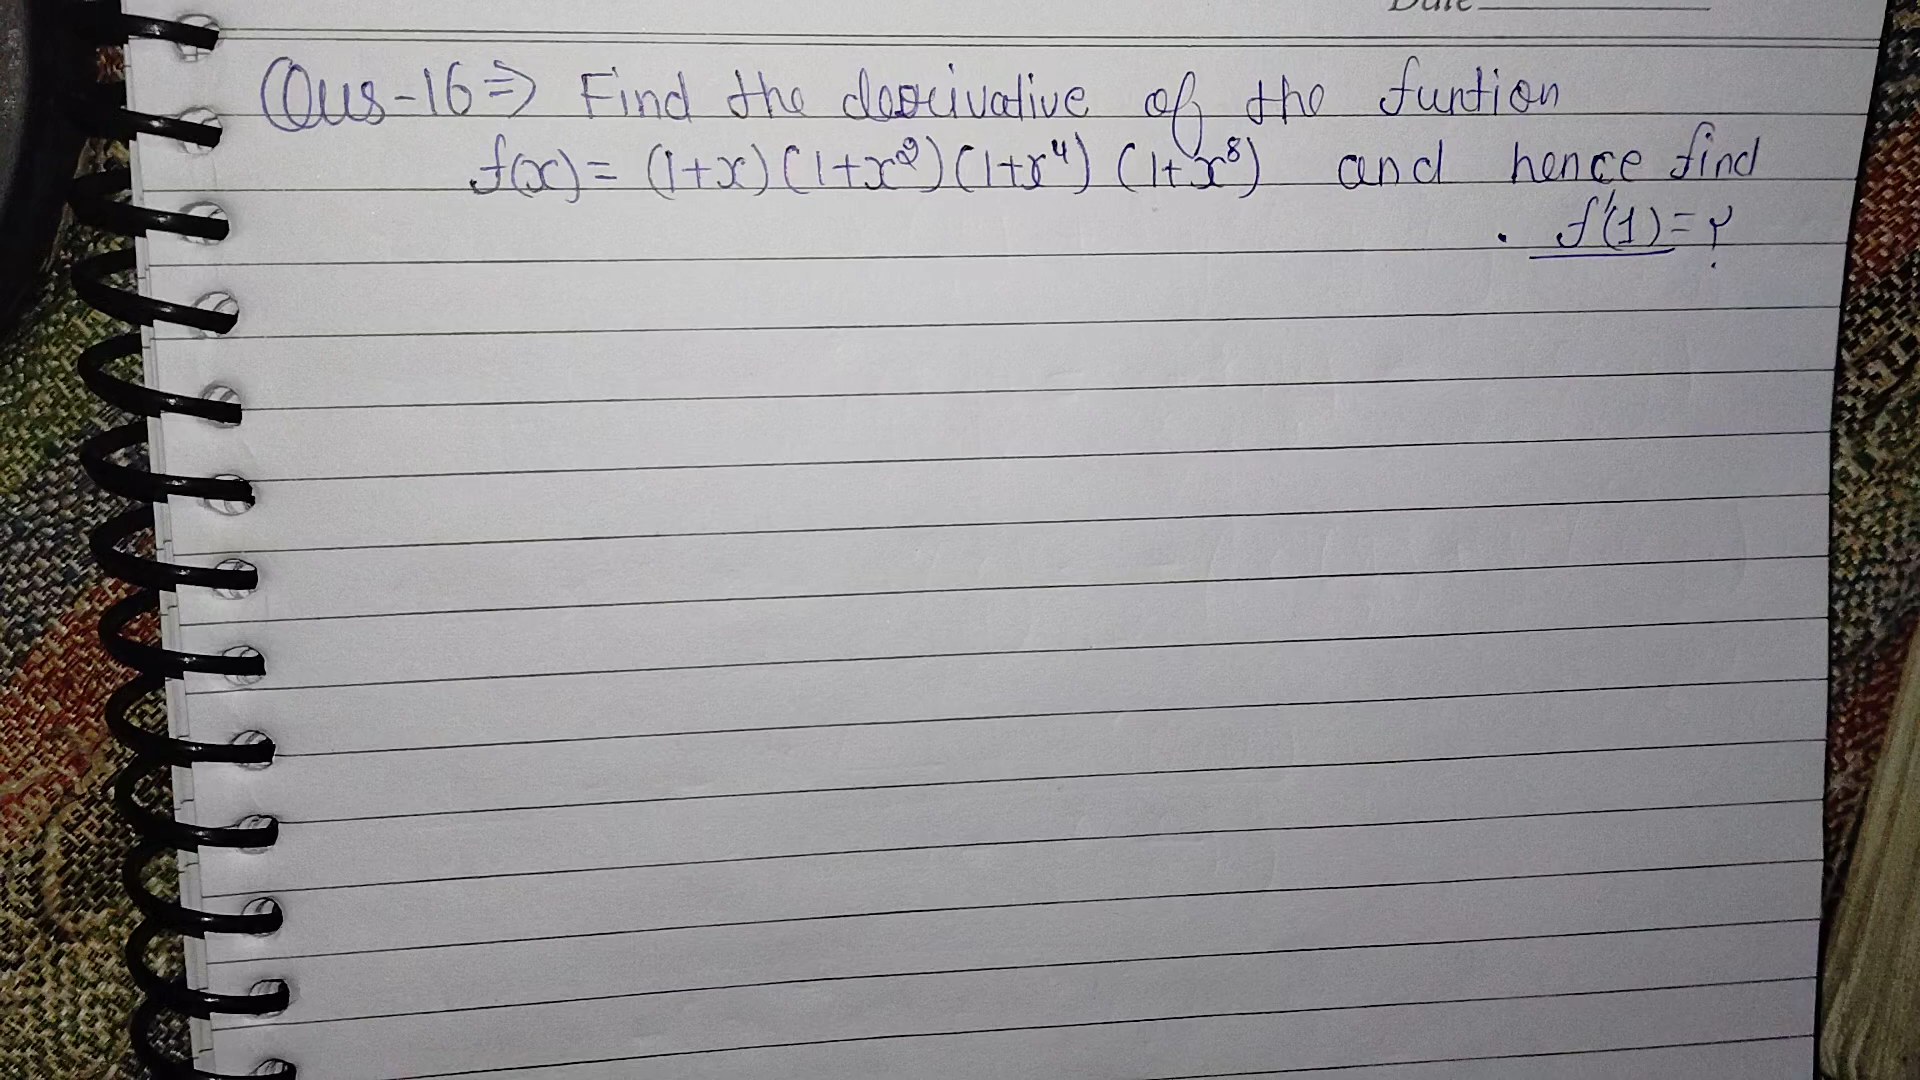 Date
Qus-16⇒ Find the derivative of the funtion
f(x) = (1+x)(1+x²)(1+x⁴)(1+x⁸) and hence find
. f'(1) = ?